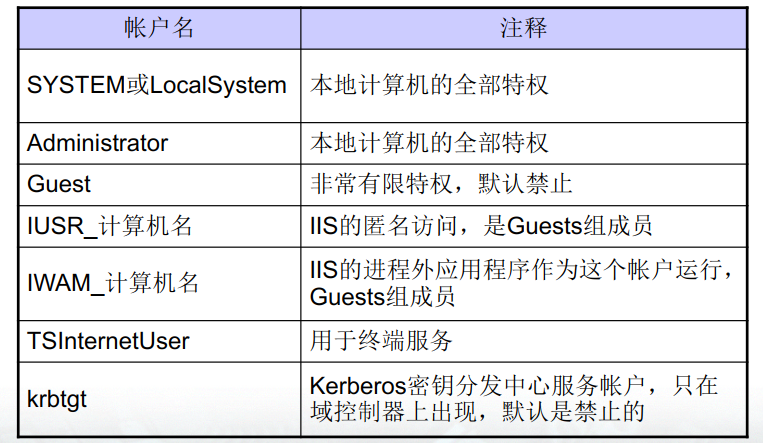 帐户名 注释
SYSTEM或LocalSystem 本地计算机的全部特权
Administrator 本地计算机的全部特权
Guest 非常有限特权，默认禁止
IUSR_计算机名 IIS的匿名访问，是Guests组成员
IWAM_计算机名 IIS的进程外应用程序作为这个帐户运行，
Guests组成员
TSInternetUser 用于终端服务
krbtgt Kerberos密钥分发中心服务帐户，只在
域控制器上出现，默认是禁止的